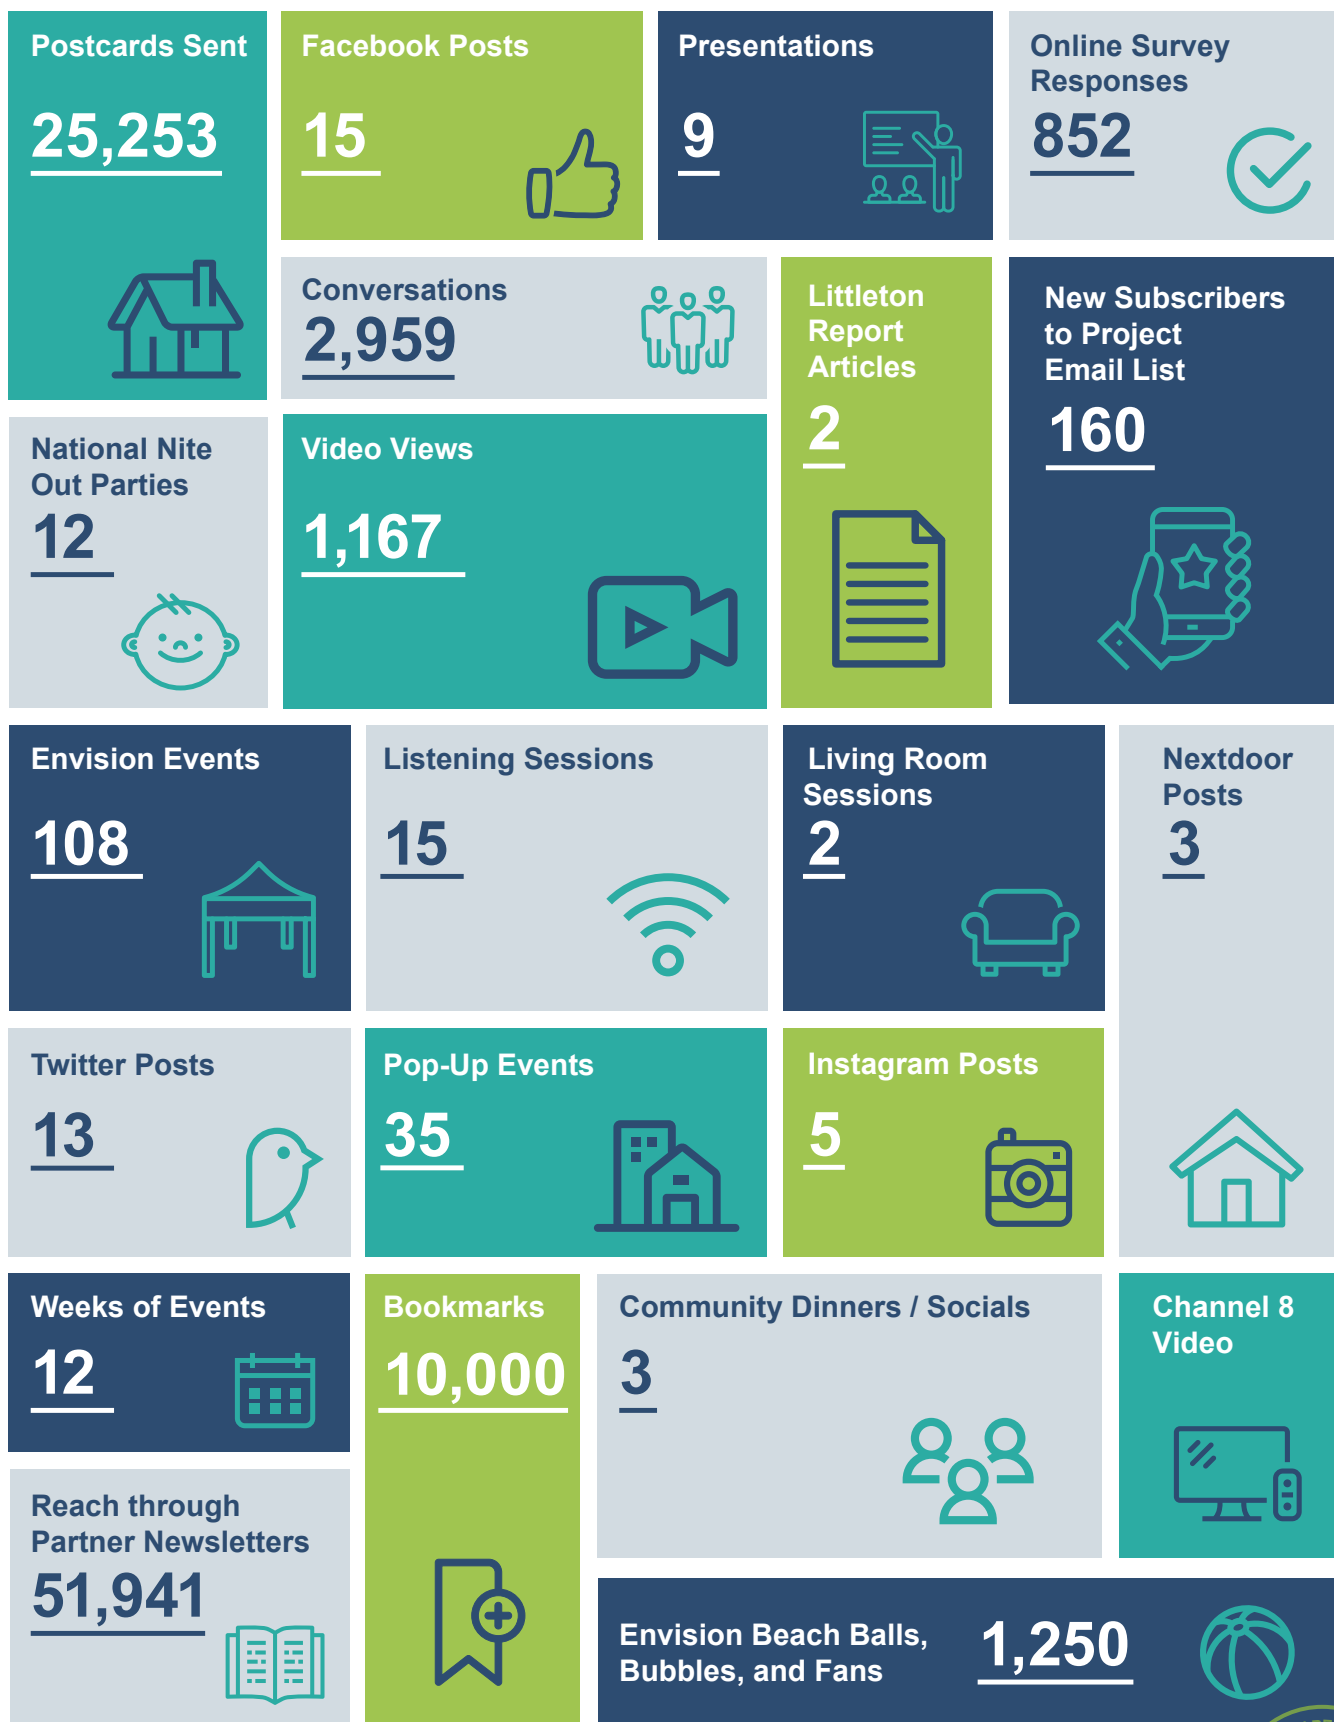 Postcards Sent
25,253
Facebook Posts
15
Presentations
9
Online Survey
Responses
852
Conversations
2,959
Littleton
Report
Articles
2
New Subscribers
to Project
Email List
160
National Nite
Out Parties
12
Video Views
1,167
Envision Events
108
Listening Sessions
15
Living Room
Sessions
2
Nextdoor
Posts
3
Twitter Posts
13
Pop-Up Events
35
Instagram Posts
5
Weeks of Events
12
Bookmarks
10,000
Community Dinners / Socials
3
Channel 8
Video
Reach through
Partner Newsletters
51,941
Envision Beach Balls,
Bubbles, and Fans
1,250